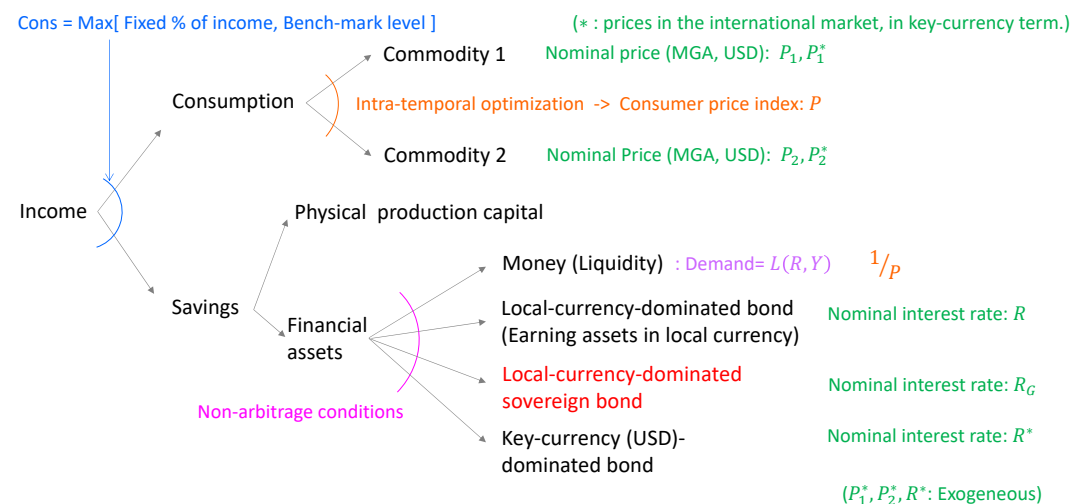 Cons = Max[ Fixed % of income, Bench-mark level ]
(* : prices in the international market, in key-currency term.)
Commodity 1
Nominal price (MGA, USD): P₁, P₁*
Consumption
Intra-temporal optimization -> Consumer price index: P
Commodity 2
Nominal Price (MGA, USD): P₂, P₂*
Income
Physical production capital
Money (Liquidity) : Demand= L(R, Y)
1/P
Savings
Financial
assets
Local-currency-dominated bond
(Earning assets in local currency)
Nominal interest rate: R
Local-currency-dominated
sovereign bond
Nominal interest rate: R_G
Non-arbitrage conditions
Key-currency (USD)-
dominated bond
Nominal interest rate: R*
(P₁*, P₂*, R*: Exogeneous)